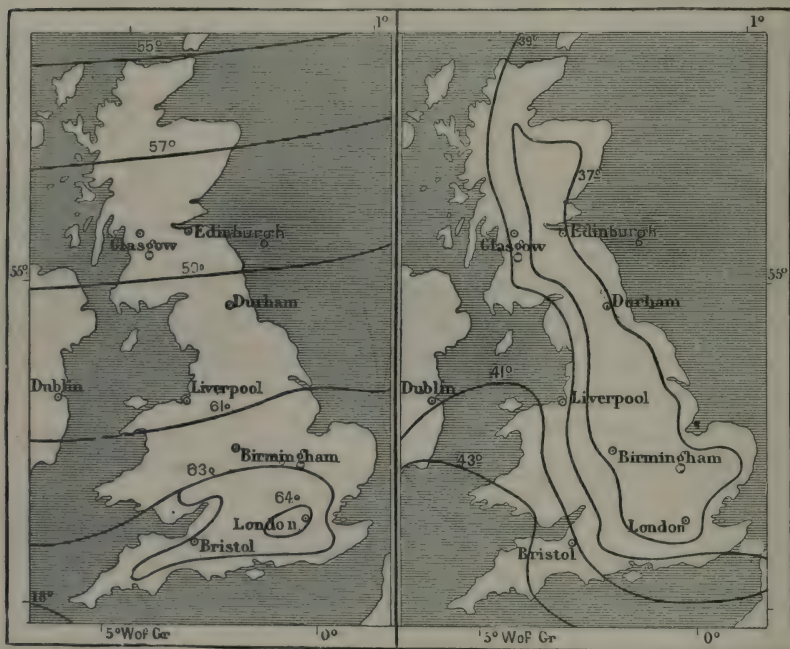 1°
55°
57°
Edinburgh
Glasgow
59°
55°
Durham
Dublin
Liverpool
61°
Birmingham
63°
64°
London
Bristol
5° W of Gr
0°
1°
39°
37°
Edinburgh
Glasgow
55°
Durham
41°
Dublin
Liverpool
43°
Birmingham
London
Bristol
5° W of Gr
0°